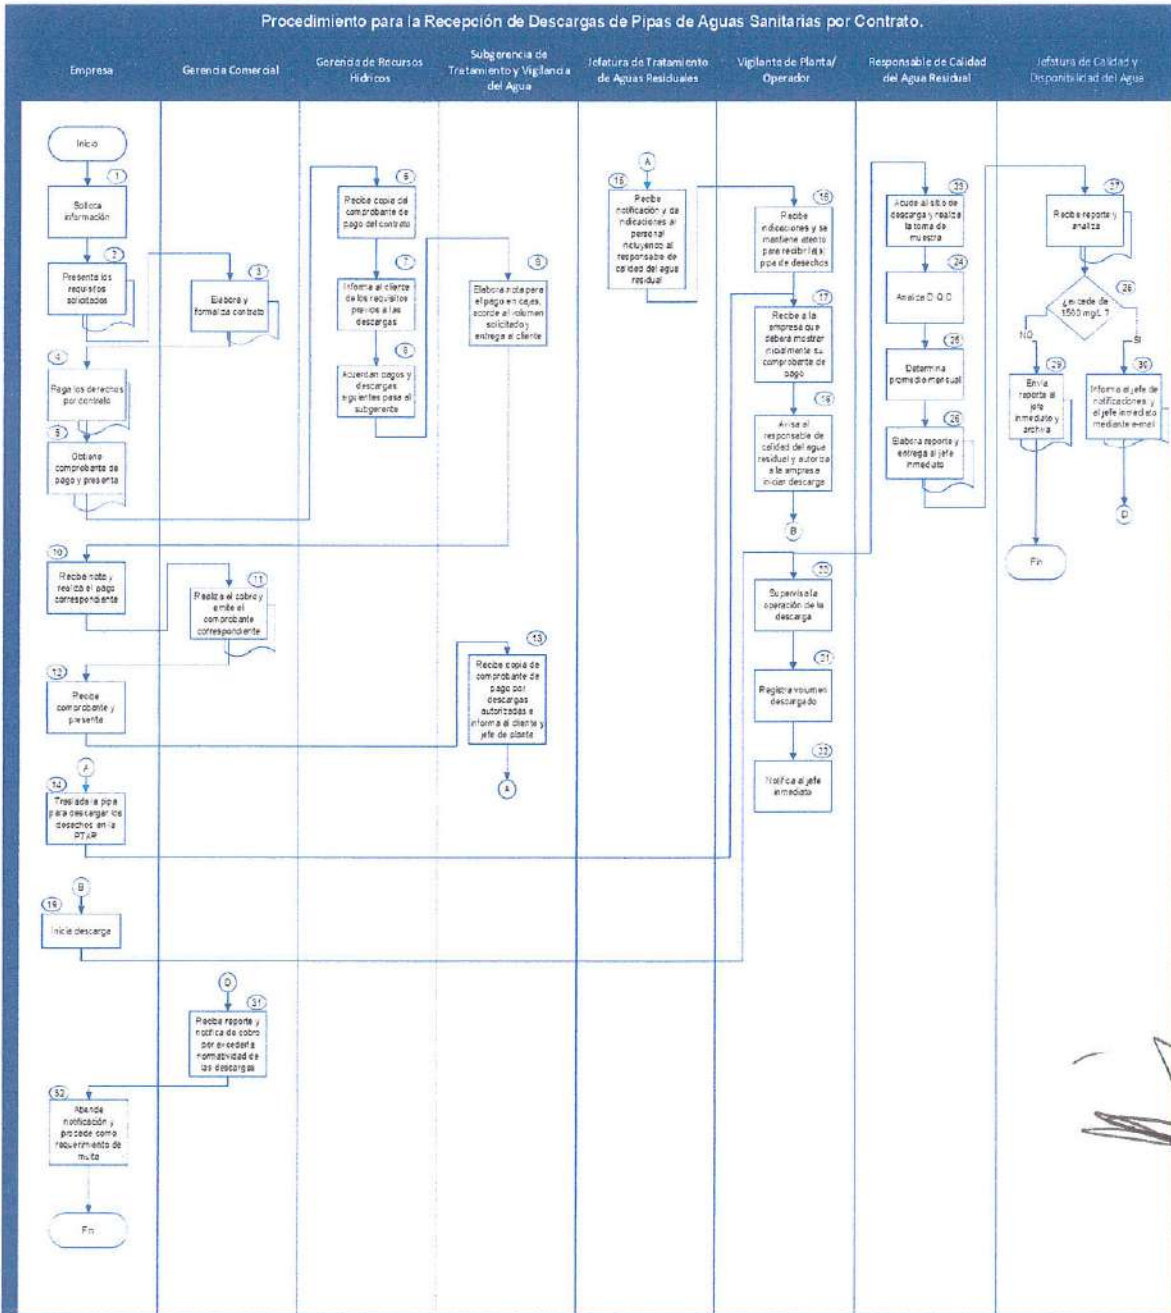 Procedimiento para la Recepción de Descargas de Pipas de Aguas Sanitarias por Contrato.
Empresa
Gerencia Comercial
Gerencia de Recursos
Hídricos
Subgerencia de
Tratamiento y Vigilancia
del Agua
Jefatura de Tratamiento
de Aguas Residuales
Vigilante de Planta/
Operador
Responsable de Calidad
del Agua Residual
Jefatura de Calidad y
Disponibilidad del Agua
Inicio
1
Solicita
información
2
Presenta los
requisitos
solicitados
3
Elabora y
formaliza contrato
4
Paga los derechos
por contrato
5
Obtiene
comprobante de
pago y presenta
6
Recibe copia del
comprobante de
pago del contrato
7
Informa al cliente
de los requisitos
previos a las
descargas
8
Acuerdan pagos y
descargas
siguientes pasa al
subgerente
9
Elabora nota para
el pago en cajas,
acorde al volumen
solicitado y
entrega al cliente
10
Recibe nota y
realiza el pago
correspondiente
11
Realiza el cobro y
emite el
comprobante
correspondiente
12
Recibe
comprobante y
presenta
13
Recibe copia de
comprobante de
pago por
descargas
autorizadas e
informa al cliente y
jefe de planta
A
A
14
Traslada la pipa
para descargar los
desechos en la
PTAR
A
15
Recibe
notificación y da
indicaciones al
personal
incluyendo al
responsable de
calidad del agua
residual
16
Recibe
indicaciones y se
mantiene atento
para recibir la(s)
pipa de desechos
17
Recibe a la
empresa que
deberá mostrar
inicialmente su
comprobante de
pago
18
Avisa al
responsable de
calidad del agua
residual y autoriza
a la empresa
iniciar descarga
B
B
19
Inicia descarga
20
Supervisa la
operación de la
descarga
21
Registra volumen
descargado
22
Notifica al jefe
inmediato
23
Acude al sitio de
descarga y realiza
la toma de
muestra
24
Analiza D.Q.O
25
Determina
promedio mensual
26
Elabora reporte y
entrega al jefe
inmediato
27
Recibe reporte y
analiza
28
¿excede de
1500 mg/L ?
NO
SI
29
Envía
reporte al
jefe
inmediato y
archiva
30
Informa al jefe de
notificaciones y
al jefe inmediato
mediante e-mail
Fin
D
D
31
Recibe reporte y
notifica de cobro
por exceder la
normatividad de
las descargas
32
Atiende
notificación y
procede como
requerimiento de
multa
Fin